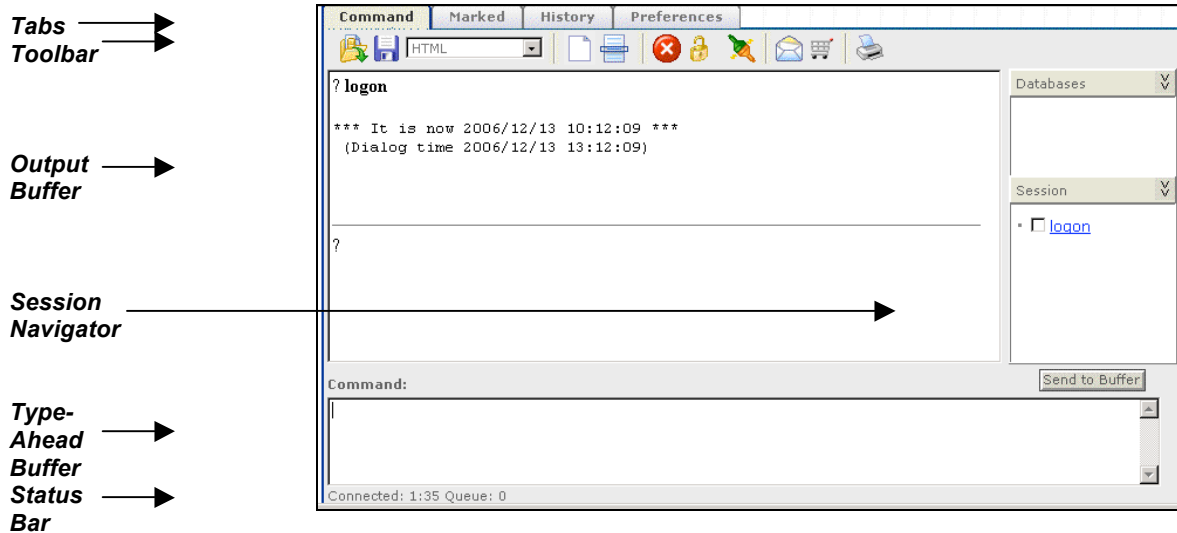 Tabs
Toolbar
Output
Buffer
Session
Navigator
Type-
Ahead
Buffer
Status
Bar
Command Marked History Preferences
HTML
? logon
*** It is now 2006/12/13 10:12:09 ***
(Dialog time 2006/12/13 13:12:09)
?
Databases
Session
logon
Command:
Send to Buffer
Connected: 1:35 Queue: 0